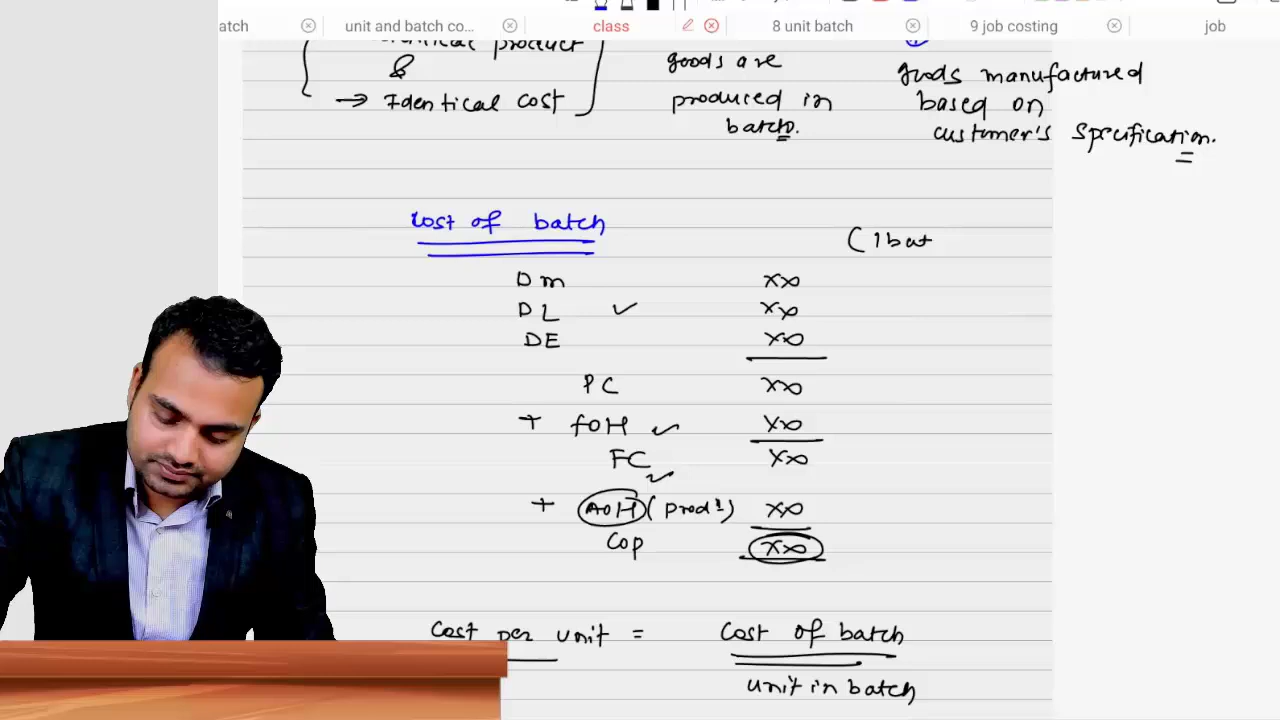 atch
unit and batch co...
class
8 unit batch
9 job costing
job
product
&
→ Identical cost
goods are
produced in
batch.
goods manufactured
based on
customer's specification.
Cost of batch
(1 bat
DM xx
DL ✓ xx
DE xx
PC xx
+ FOH ✓ xx
FC ✓ xx
+ AOH (prodⁿ) xx
COP xx
Cost per unit = Cost of batch
unit in batch